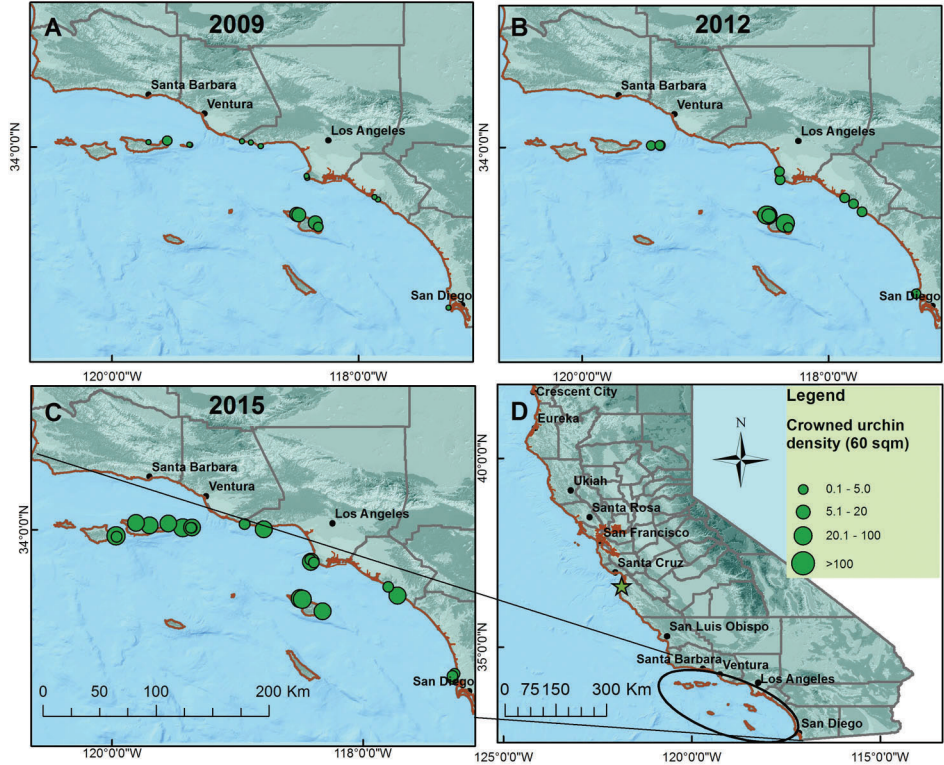 A
2009
Santa Barbara
Ventura
Los Angeles
San Diego
34°0'0"N
120°0'0"W
118°0'0"W
B
2012
Santa Barbara
Ventura
Los Angeles
San Diego
34°0'0"N
120°0'0"W
118°0'0"W
C
2015
Santa Barbara
Ventura
Los Angeles
San Diego
34°0'0"N
0 50 100 200 Km
120°0'0"W
118°0'0"W
D
Crescent City
Eureka
Ukiah
Santa Rosa
San Francisco
Santa Cruz
San Luis Obispo
Santa Barbara
Ventura
Los Angeles
San Diego
N
Legend
Crowned urchin
density (60 sqm)
0.1 - 5.0
5.1 - 20
20.1 - 100
>100
40°0'0"N
35°0'0"N
0 75 150 300 Km
125°0'0"W
120°0'0"W
115°0'0"W